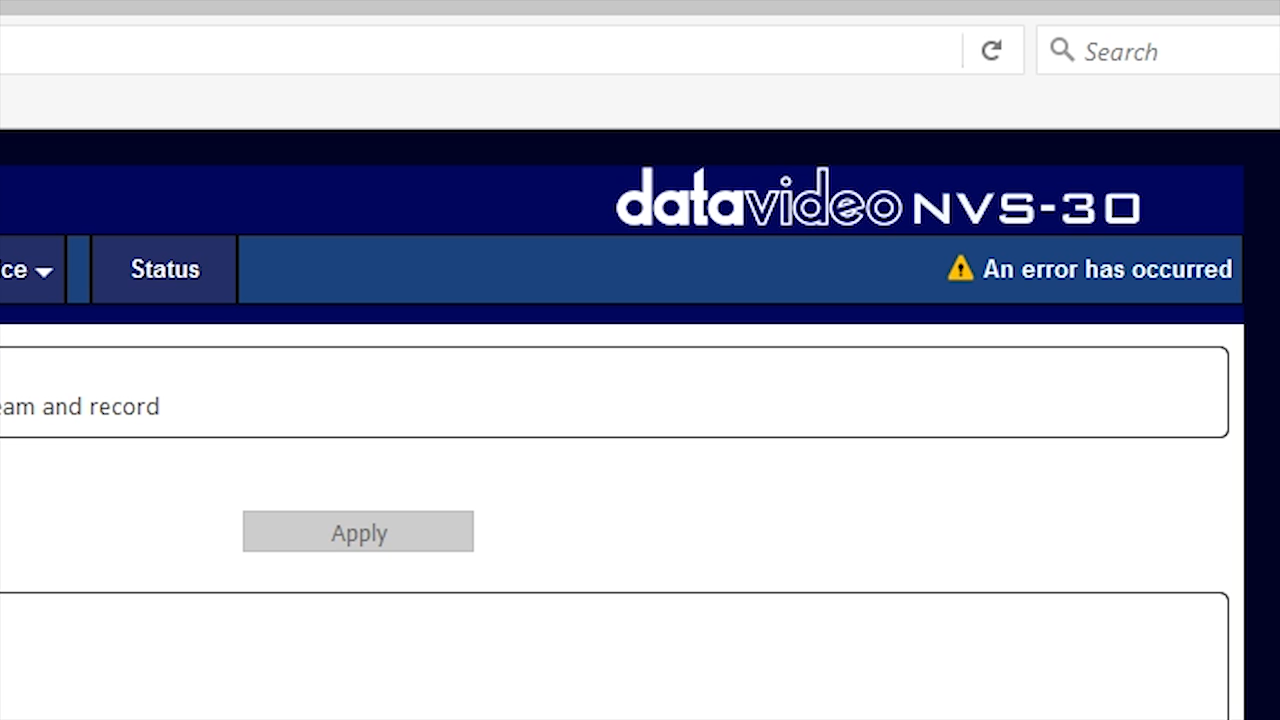 Search
datavideo NVS-30
ce
Status
An error has occurred
eam and record
Apply